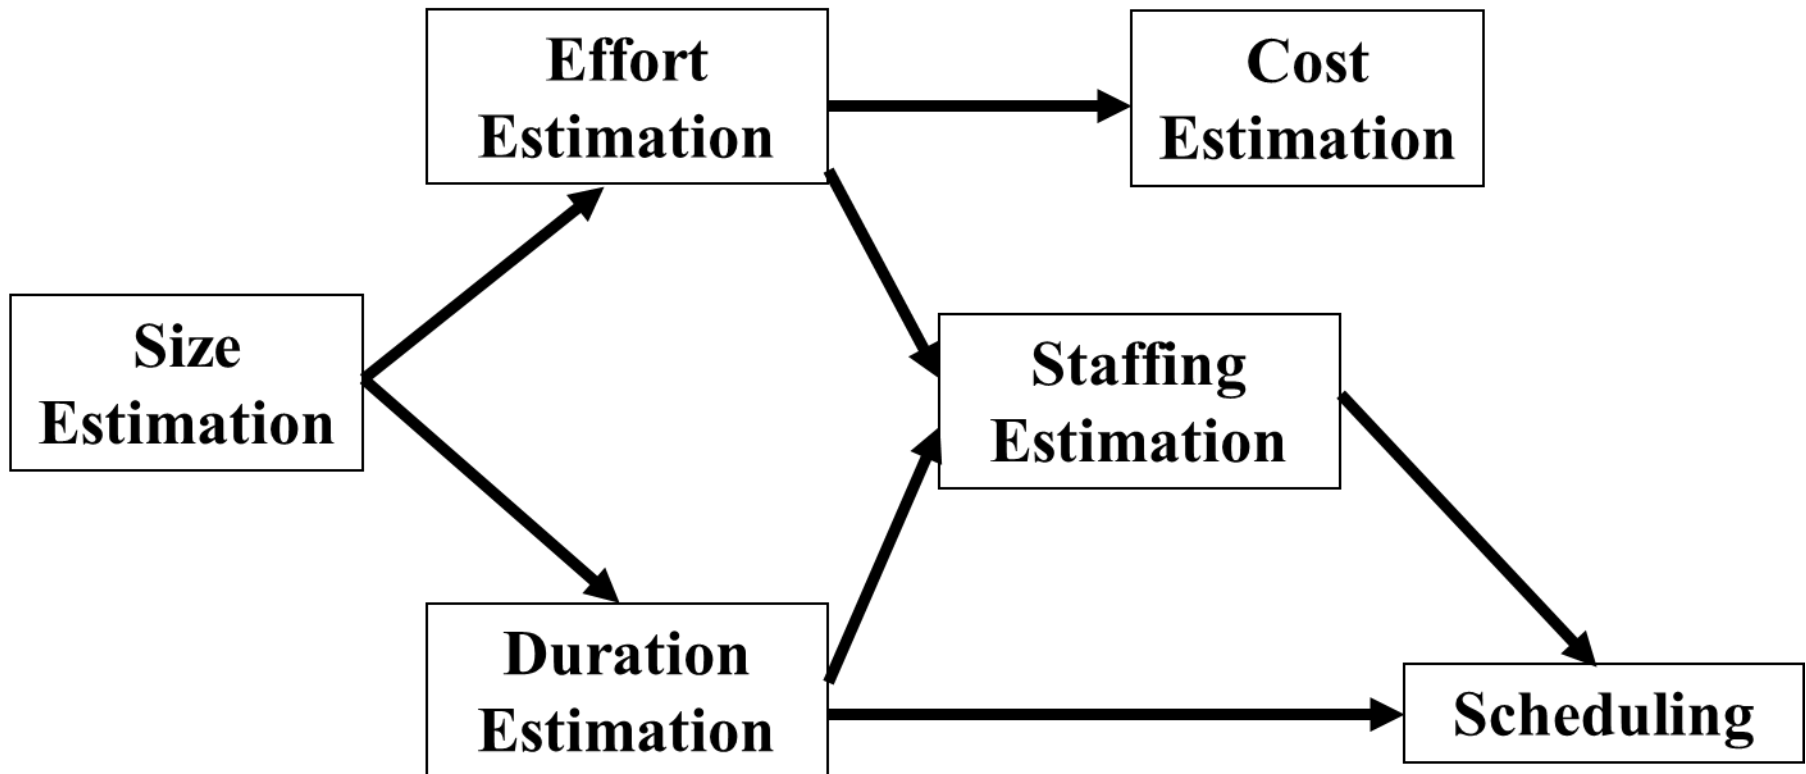 Effort
Estimation
Cost
Estimation
Size
Estimation
Staffing
Estimation
Duration
Estimation
Scheduling